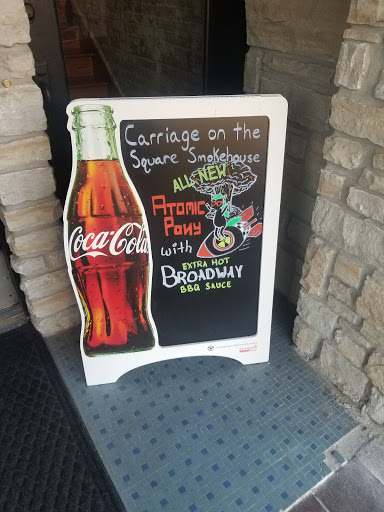 Carriage on the
Square Smokehouse
ALL NEW
Atomic
Pony
with
EXTRA HOT
BROADWAY
BBQ SAUCE
Coca-Cola